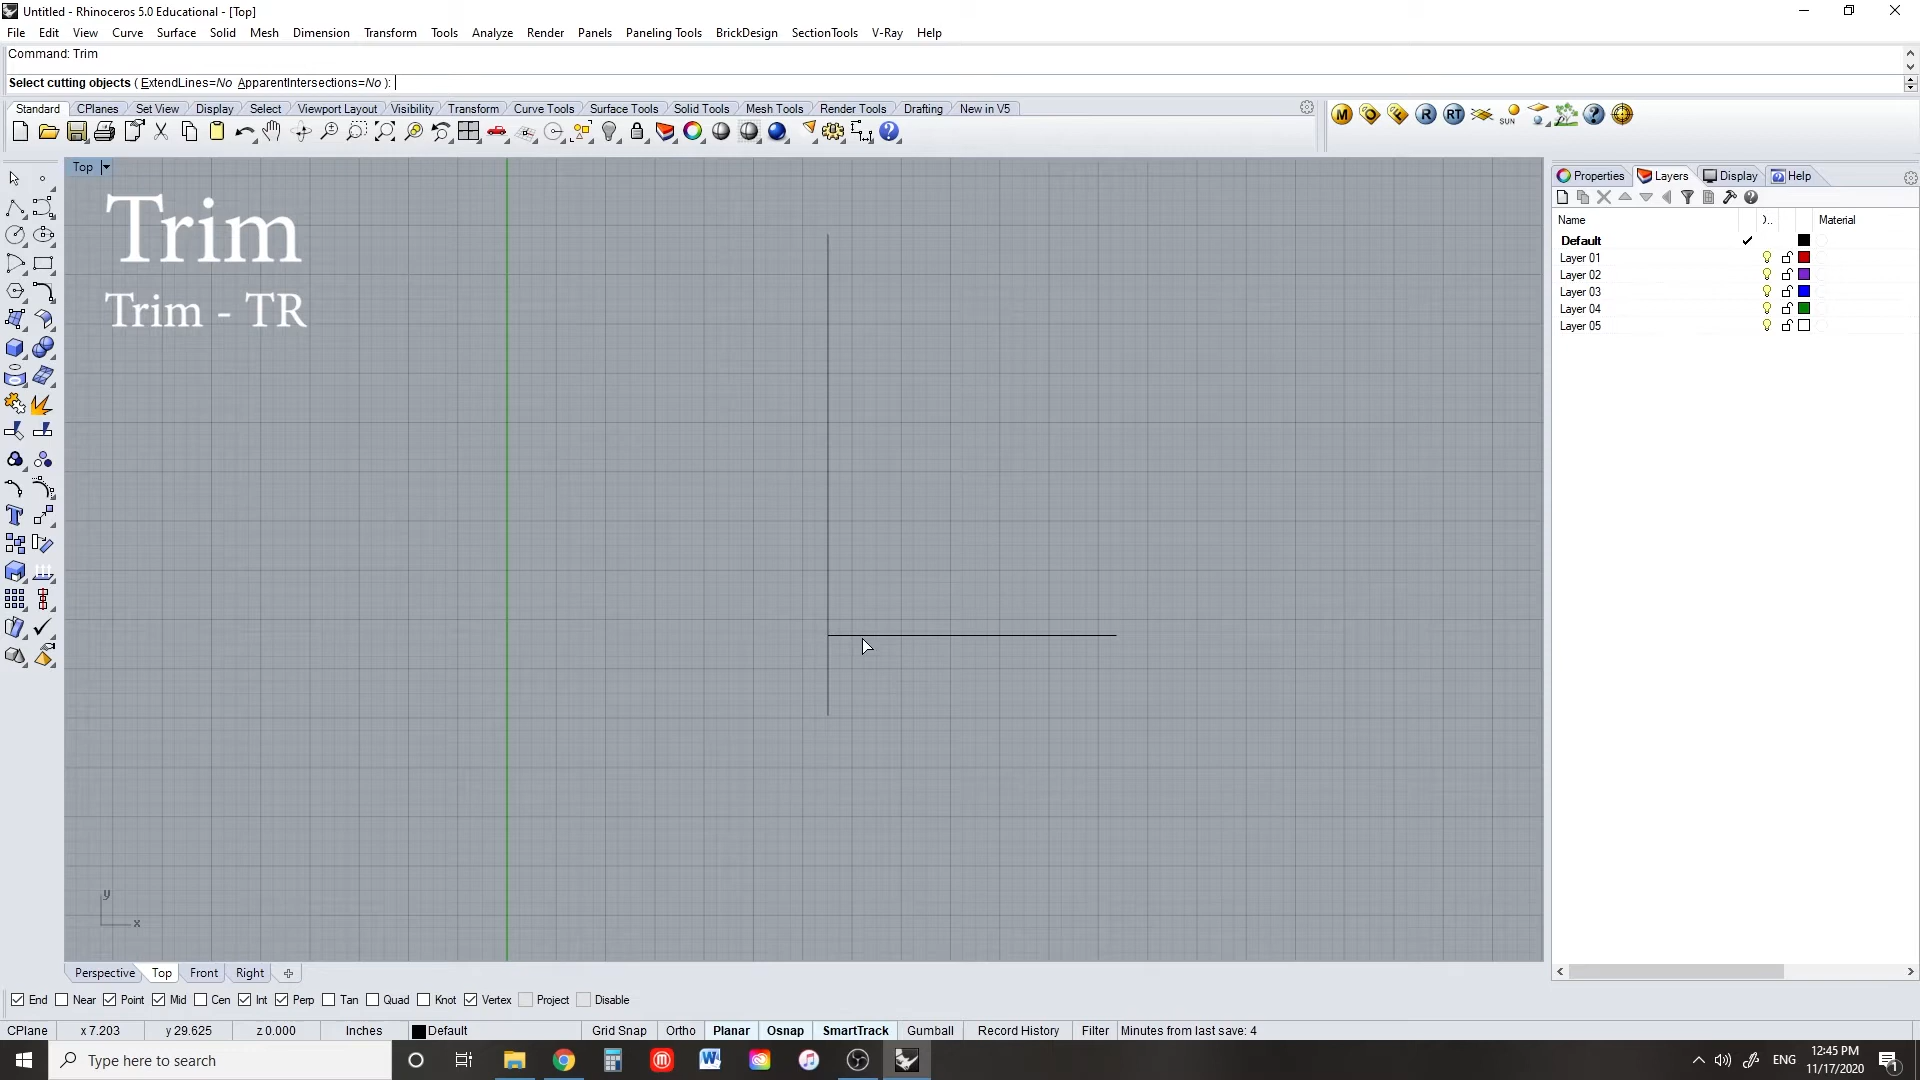 Untitled - Rhinoceros 5.0 Educational - [Top]
File Edit View Curve Surface Solid Mesh Dimension Transform Tools Analyze Render Panels Paneling Tools BrickDesign SectionTools V-Ray Help
Command: Trim
Select cutting objects ( ExtendLines=No ApparentIntersections=No ):
Standard CPlanes Set View Display Select Viewport Layout Visibility Transform Curve Tools Surface Tools Solid Tools Mesh Tools Render Tools Drafting New in V5
M O F R RT SUN
Top
Properties Layers Display Help
Name Material
Default
Layer 01
Layer 02
Layer 03
Layer 04
Layer 05
Trim
Trim - TR
y
x
Perspective Top Front Right
End Near Point Mid Cen Int Perp Tan Quad Knot Vertex Project Disable
CPlane x 7.203 y 29.625 z 0.000 Inches Default Grid Snap Ortho Planar Osnap SmartTrack Gumball Record History Filter Minutes from last save: 4
Type here to search
ENG
12:45 PM
11/17/2020
1